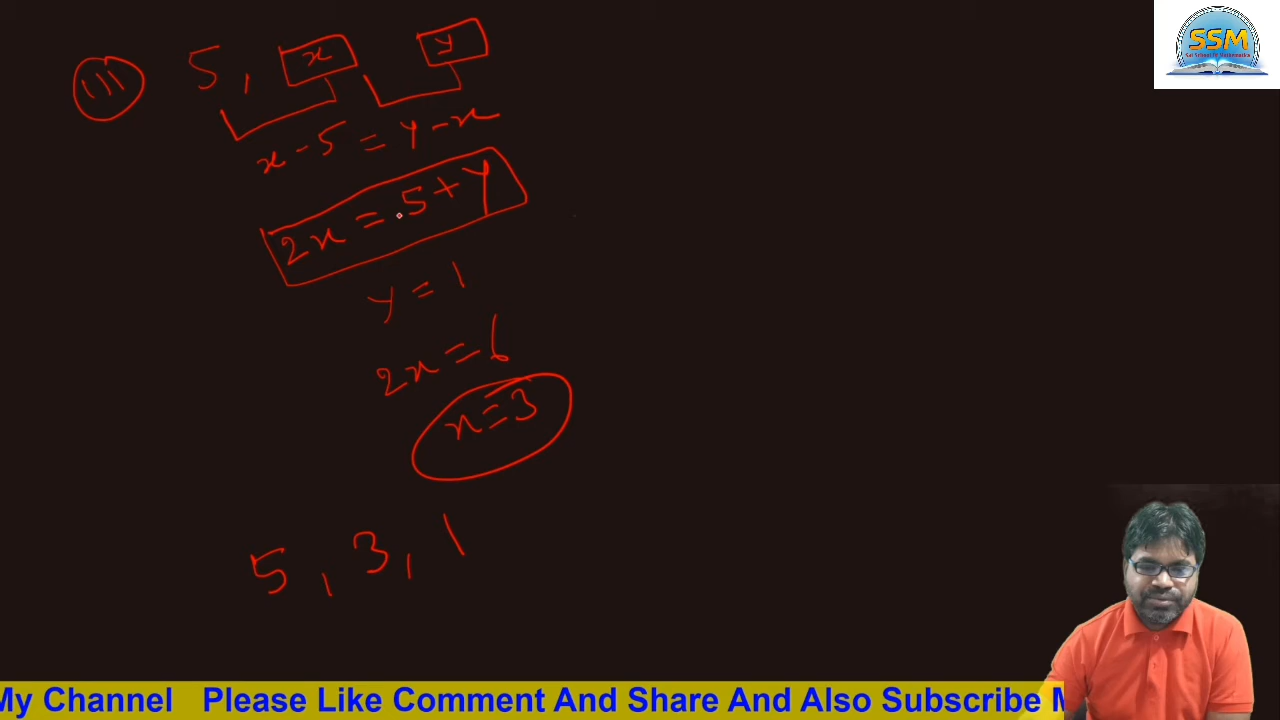 (111) 5, x y
x - 5 = y - x
2x = 5 + y
y = 1
2x = 6
x = 3
5, 3, 1
SSM
My Channel Please Like Comment And Share And Also Subscribe